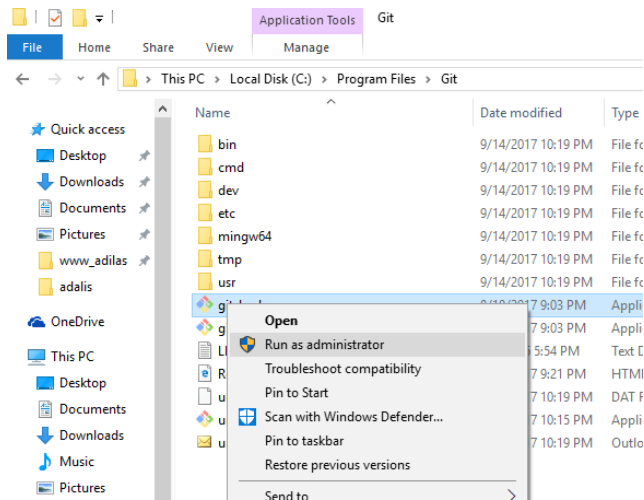 Application Tools Git
File Home Share View Manage
This PC > Local Disk (C:) > Program Files > Git
Name Date modified Type
Quick access
Desktop
Downloads
Documents
Pictures
www_adilas
adalis
OneDrive
This PC
Desktop
Documents
Downloads
Music
Pictures
bin 9/14/2017 10:19 PM File fo
cmd 9/14/2017 10:19 PM File fo
dev 9/14/2017 10:19 PM File fo
etc 9/14/2017 10:19 PM File fo
mingw64 9/14/2017 10:19 PM File fo
tmp 9/14/2017 10:19 PM File fo
usr 9/14/2017 10:19 PM File fo
7 9:03 PM Appli
g 7 9:03 PM Appli
5:54 PM Text D
R 7 9:21 PM HTMl
u 7 10:19 PM DAT F
u 7 10:15 PM Appli
u 7 10:19 PM Outlo
Open
Run as administrator
Troubleshoot compatibility
Pin to Start
Scan with Windows Defender...
Pin to taskbar
Restore previous versions
Send to